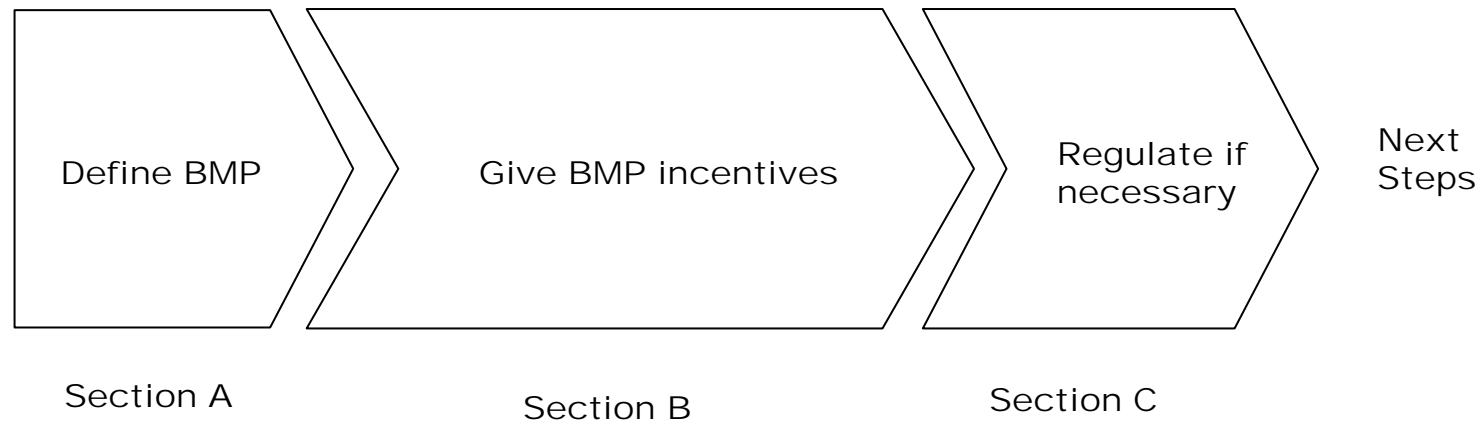 Define BMP
Give BMP incentives
Regulate if
necessary
Next
Steps
Section A
Section B
Section C